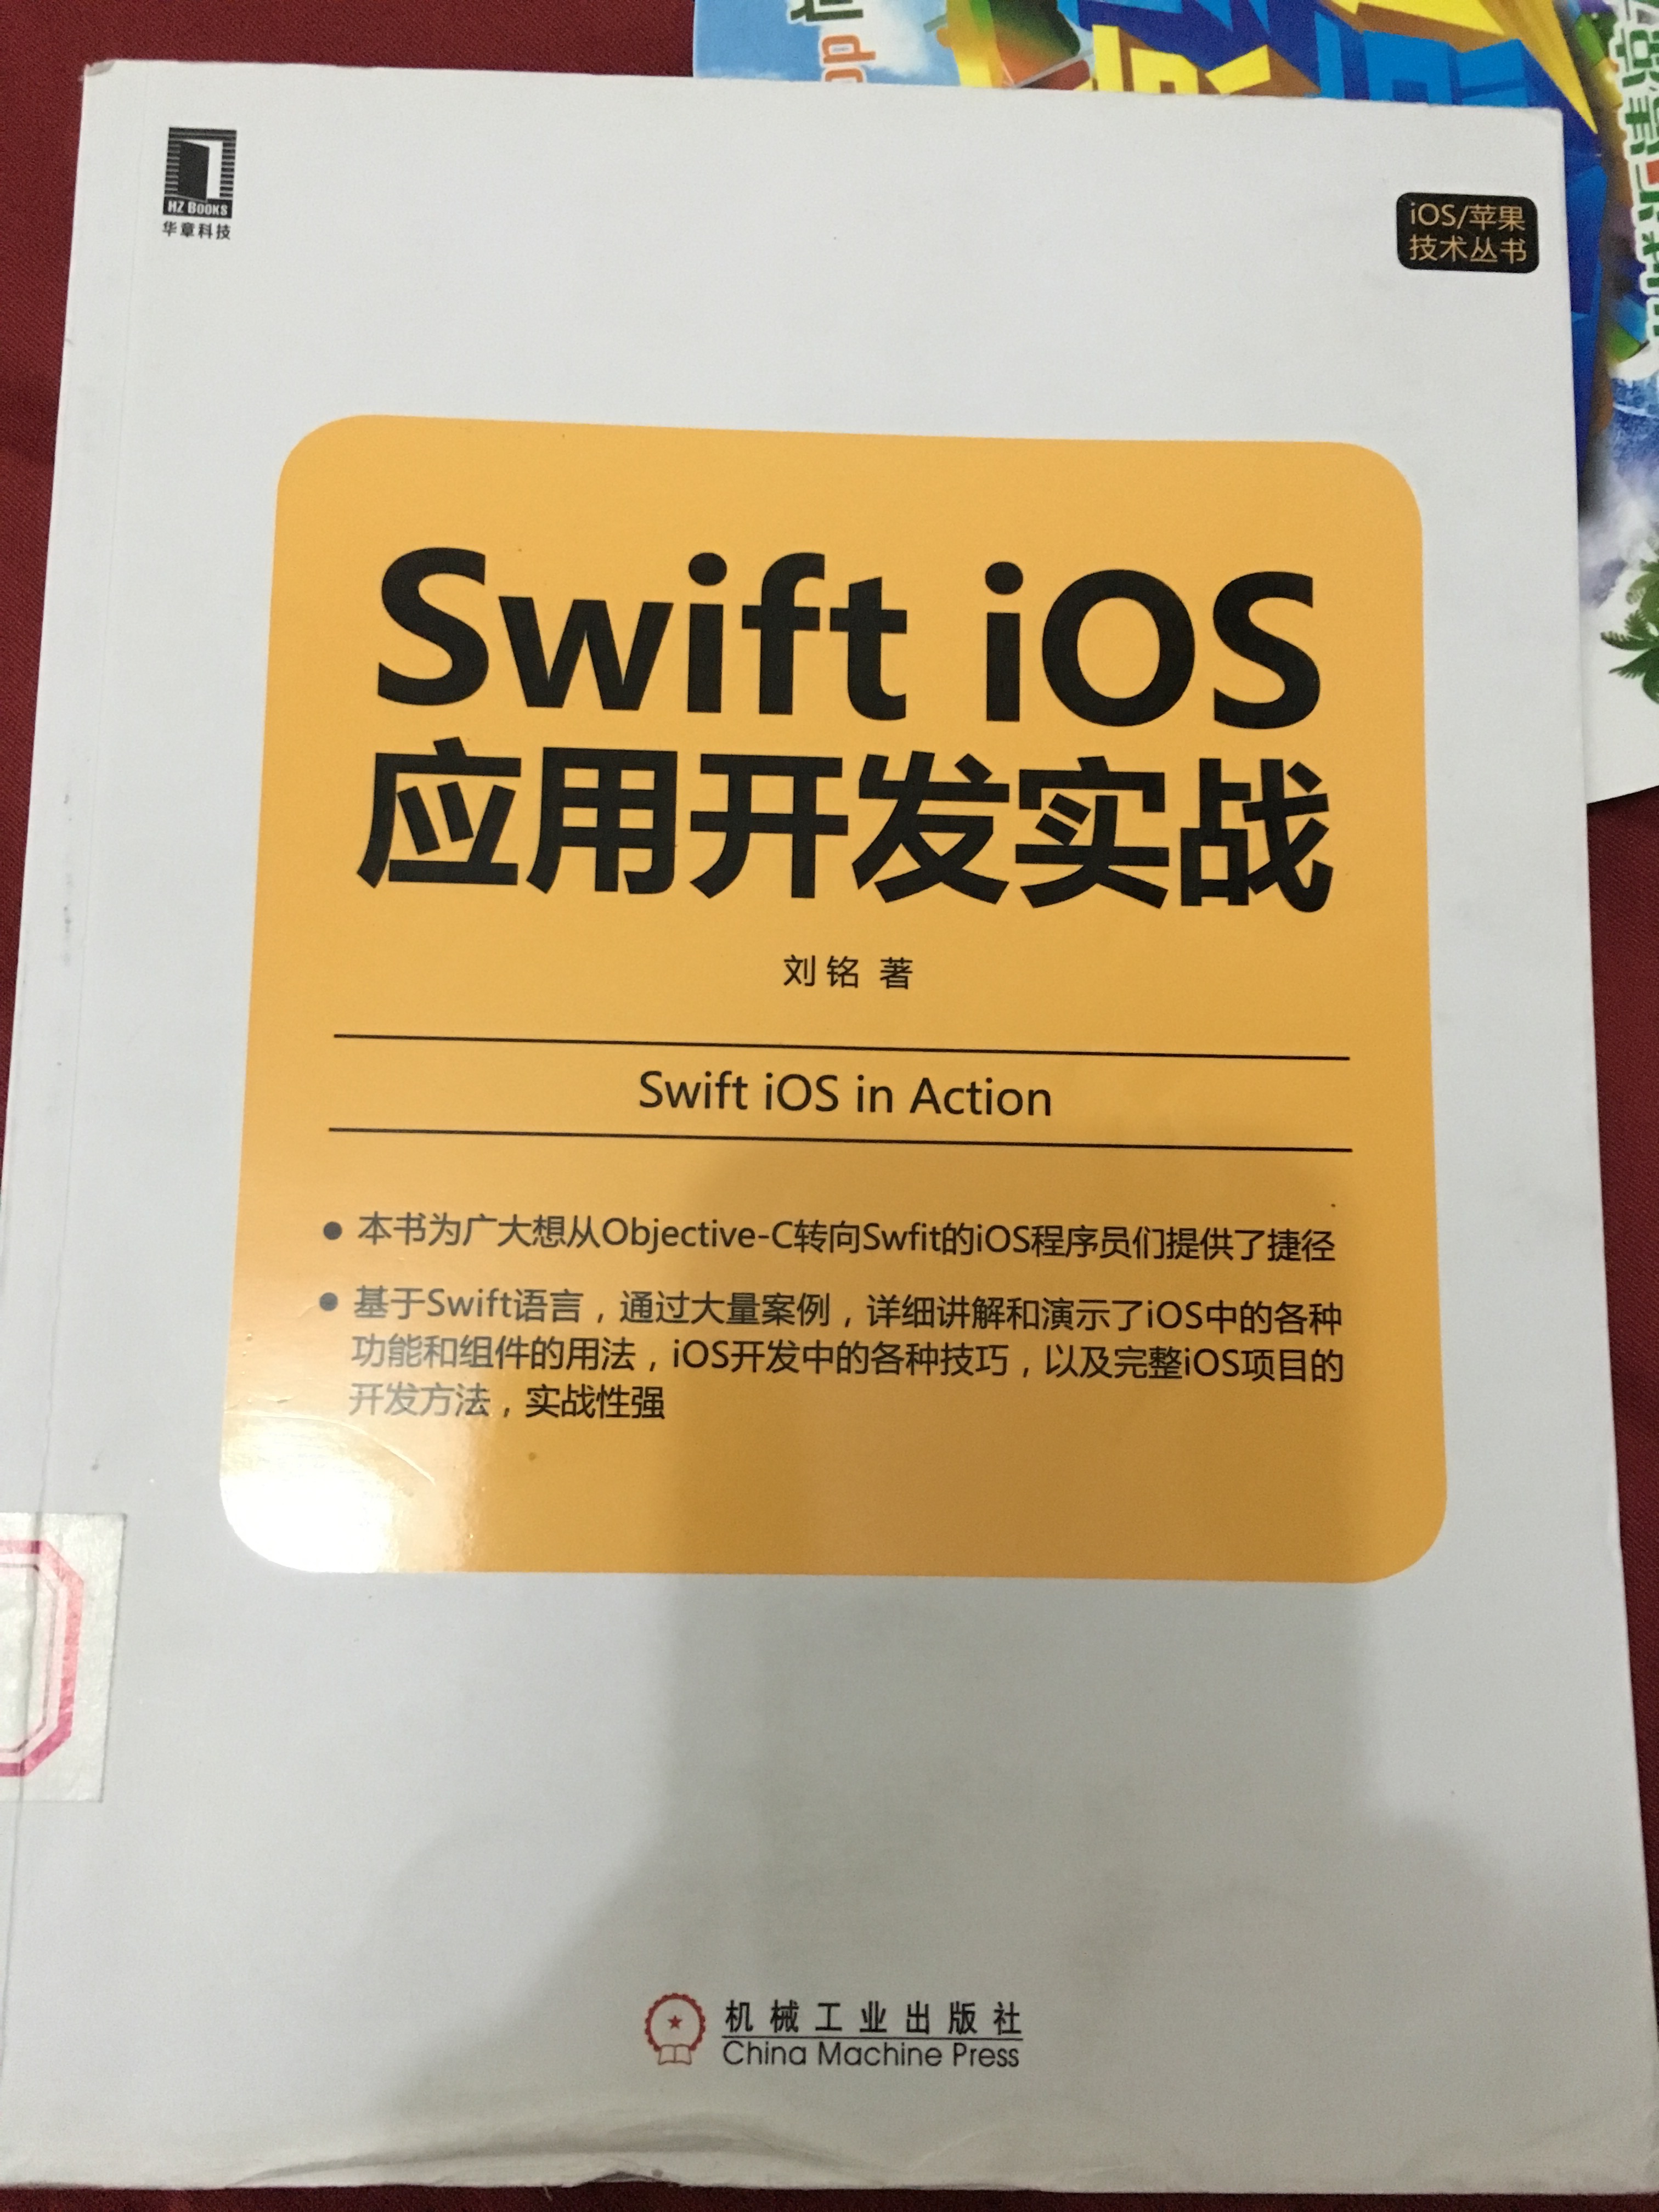 HZ BOOKS
华章科技
iOS/苹果
技术丛书
Swift iOS
应用开发实战
刘铭 著
Swift iOS in Action
● 本书为广大想从Objective-C转向Swfit的iOS程序员们提供了捷径
● 基于Swift语言，通过大量案例，详细讲解和演示了iOS中的各种
功能和组件的用法，iOS开发中的各种技巧，以及完整iOS项目的
开发方法，实战性强
机械工业出版社
China Machine Press